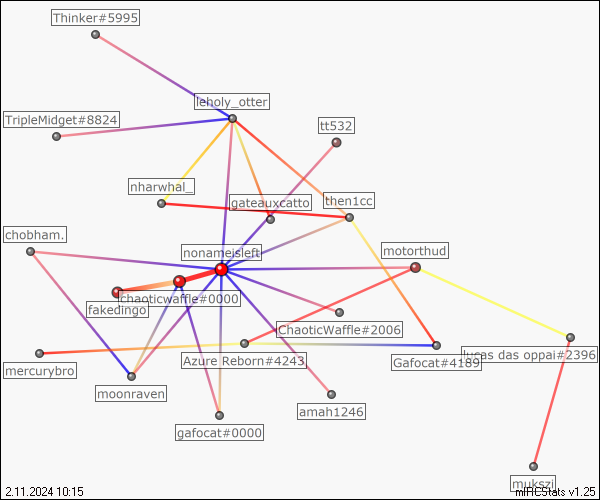 Thinker#5995
leholy_otter
TripleMidget#8824
tt532
nharwhal_
gateauxcatto
then1cc
chobham.
nonameisleft
motorthud
chaoticwaffle#0000
fakedingo
ChaoticWaffle#2006
mercurybro
Azure Reborn#4243
Gafocat#4189
lucas das oppai#2396
moonraven
amah1246
gafocat#0000
mukszi
2.11.2024 10:15
mIRCStats v1.25